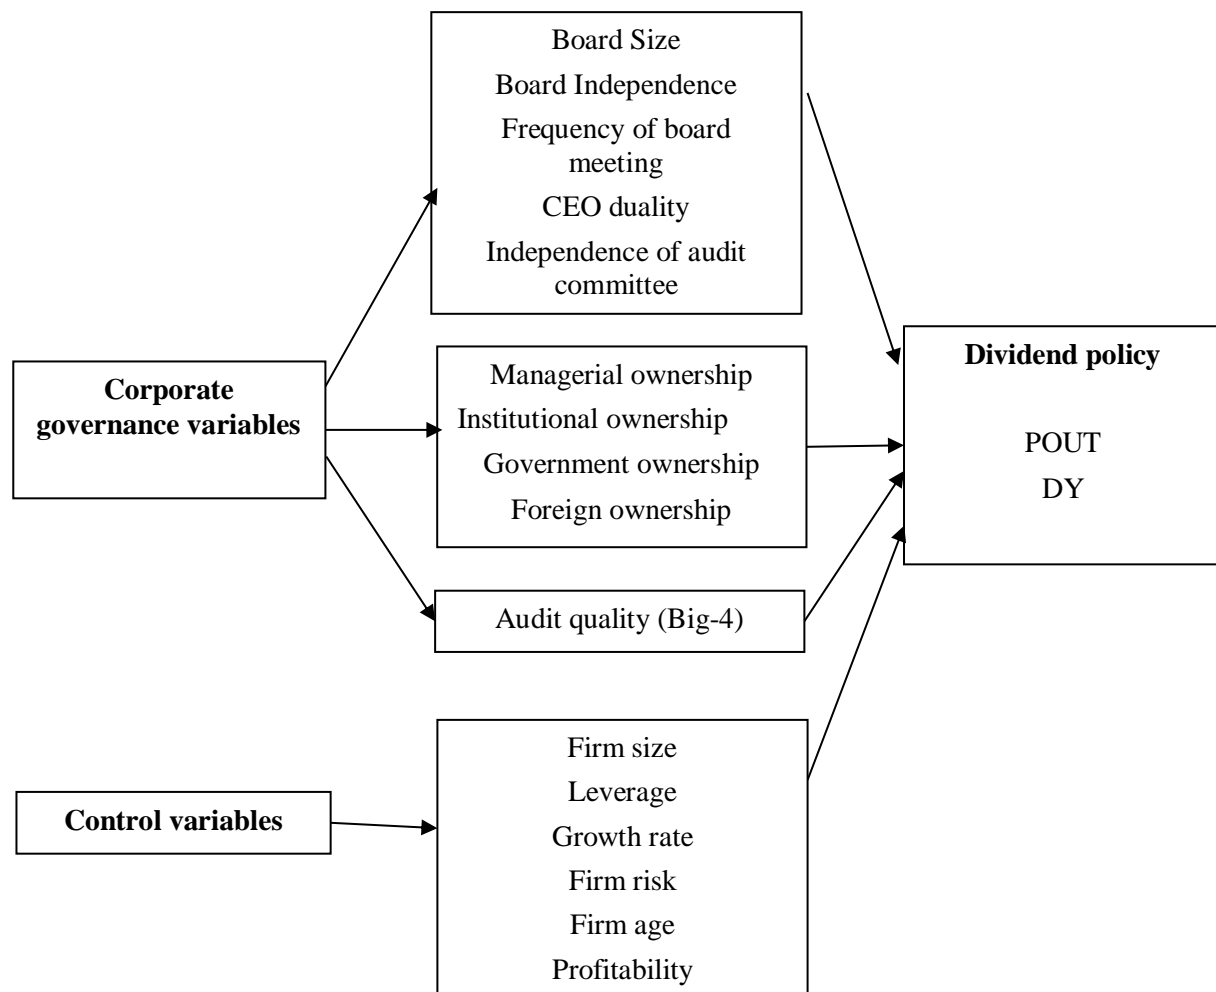 Board Size
Board Independence
Frequency of board
meeting
CEO duality
Independence of audit
committee
Corporate
governance variables
Managerial ownership
Institutional ownership
Government ownership
Foreign ownership
Dividend policy
POUT
DY
Audit quality (Big-4)
Control variables
Firm size
Leverage
Growth rate
Firm risk
Firm age
Profitability